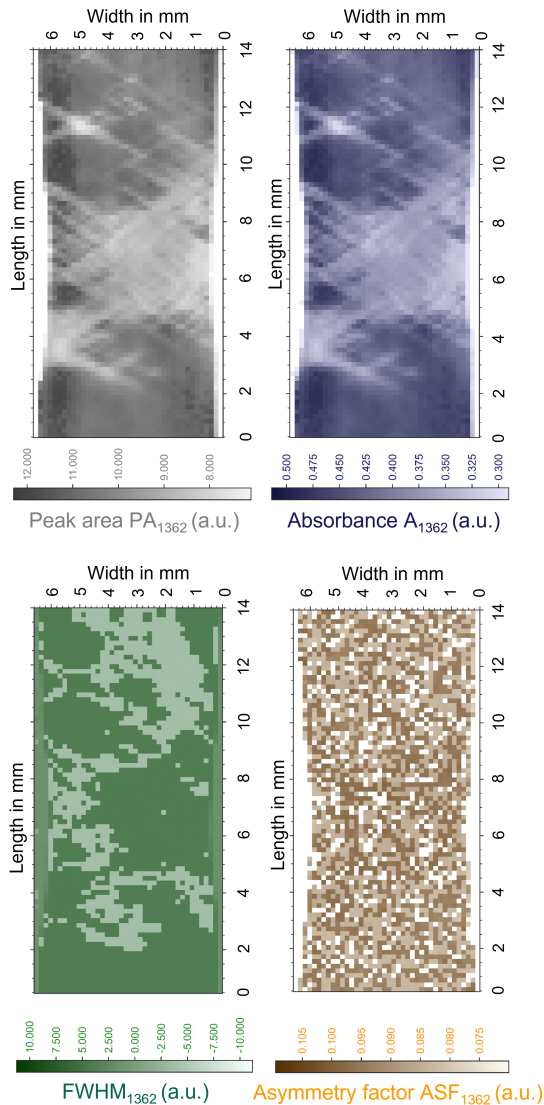 Width in mm
6 5 4 3 2 1 0
Length in mm
14
12
10
8
6
4
2
0
12.000 11.000 10.000 9.000 8.000
Peak area PA1362 (a.u.)
Width in mm
6 5 4 3 2 1 0
Length in mm
14
12
10
8
6
4
2
0
0.500 0.475 0.450 0.425 0.400 0.375 0.350 0.325 0.300
Absorbance A1362 (a.u.)
Width in mm
6 5 4 3 2 1 0
Length in mm
14
12
10
8
6
4
2
0
10.000 7.500 5.000 2.500 0.000 -2.500 -5.000 -7.500 -10.000
FWHM1362 (a.u.)
Width in mm
6 5 4 3 2 1 0
Length in mm
14
12
10
8
6
4
2
0
0.105 0.100 0.095 0.090 0.085 0.080 0.075
Asymmetry factor ASF1362 (a.u.)